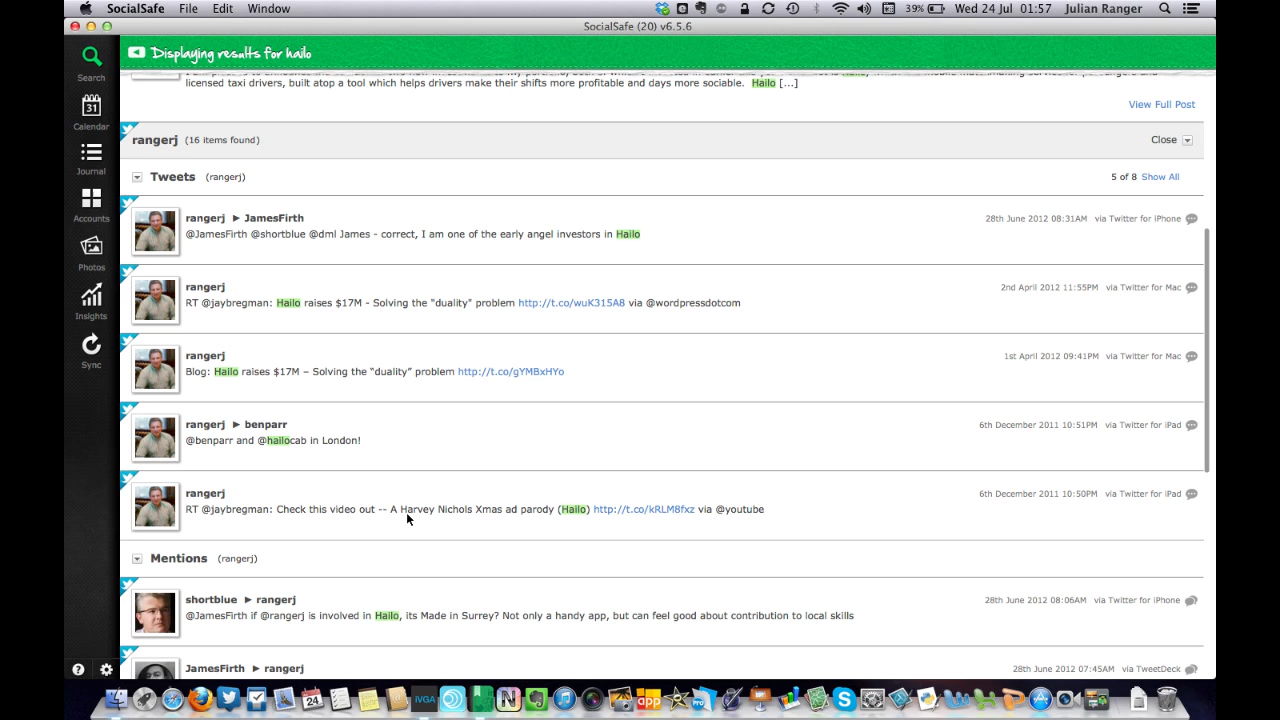 SocialSafe File Edit Window 39% Wed 24 Jul 01:57 Julian Ranger
SocialSafe (20) v6.5.6
Displaying results for hailo
Search
31
Calendar
Journal
Accounts
Photos
Insights
Sync
licensed taxi drivers, built atop a tool which helps drivers make their shifts more profitable and days more sociable. Hailo [...]
View Full Post
rangerj (16 items found) Close
Tweets (rangerj) 5 of 8 Show All
rangerj ▶ JamesFirth 28th June 2012 08:31AM via Twitter for iPhone
@JamesFirth @shortblue @dml James - correct, I am one of the early angel investors in Hailo
rangerj 2nd April 2012 11:55PM via Twitter for Mac
RT @jaybregman: Hailo raises $17M - Solving the "duality" problem http://t.co/wuK315A8 via @wordpressdotcom
rangerj 1st April 2012 09:41PM via Twitter for Mac
Blog: Hailo raises $17M – Solving the “duality” problem http://t.co/gYMBxHYo
rangerj ▶ benparr 6th December 2011 10:51PM via Twitter for iPad
@benparr and @hailocab in London!
rangerj 6th December 2011 10:50PM via Twitter for iPad
RT @jaybregman: Check this video out -- A Harvey Nichols Xmas ad parody (Hailo) http://t.co/kRLM8fxz via @youtube
Mentions (rangerj)
shortblue ▶ rangerj 28th June 2012 08:06AM via Twitter for iPhone
@JamesFirth if @rangerj is involved in Hailo, its Made in Surrey? Not only a handy app, but can feel good about contribution to local skills
JamesFirth ▶ rangerj 28th June 2012 07:45AM via TweetDeck
24
IVGA
app